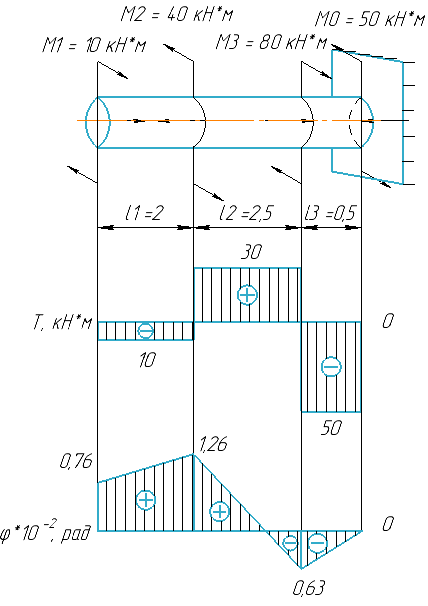 M2 = 40 кН*м
M0 = 50 кН*м
M1 = 10 кН*м
M3 = 80 кН*м
l1 =2
l2 =2,5
l3 =0,5
30
T, кН*м
0
10
50
1,26
0,76
φ*10⁻², рад
0
0,63